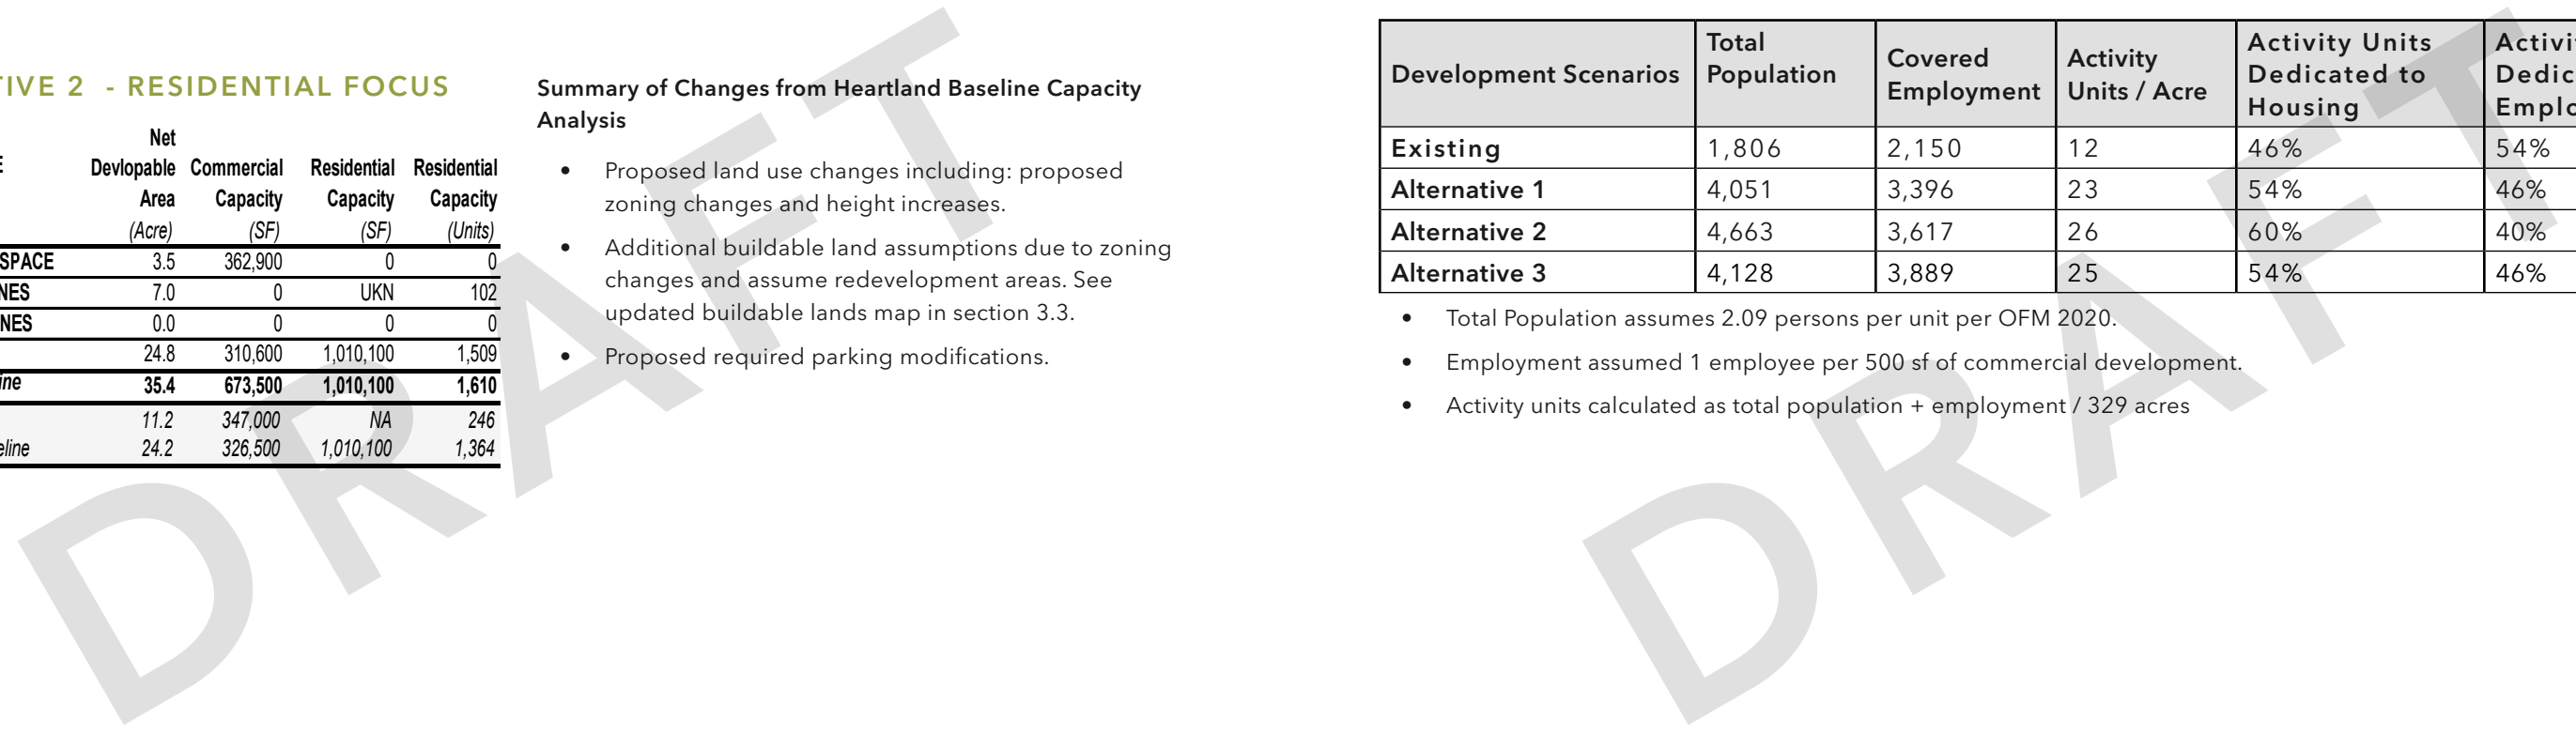 TIVE 2 - RESIDENTIAL FOCUS
Net
Devlopable Commercial Residential Residential
Area Capacity Capacity Capacity
(Acre) (SF) (SF) (Units)
SPACE 3.5 362,900 0 0
NES 7.0 0 UKN 102
NES 0.0 0 0 0
24.8 310,600 1,010,100 1,509
ine 35.4 673,500 1,010,100 1,610
11.2 347,000 NA 246
eline 24.2 326,500 1,010,100 1,364
Summary of Changes from Heartland Baseline Capacity
Analysis
• Proposed land use changes including: proposed
zoning changes and height increases.
• Additional buildable land assumptions due to zoning
changes and assume redevelopment areas. See
updated buildable lands map in section 3.3.
• Proposed required parking modifications.
DRAFT
Development Scenarios
Total
Population
Covered
Employment
Activity
Units / Acre
Activity Units
Dedicated to
Housing
Activi
Dedic
Emplo
Existing 1,806 2,150 12 46% 54%
Alternative 1 4,051 3,396 23 54% 46%
Alternative 2 4,663 3,617 26 60% 40%
Alternative 3 4,128 3,889 25 54% 46%
• Total Population assumes 2.09 persons per unit per OFM 2020.
• Employment assumed 1 employee per 500 sf of commercial development.
• Activity units calculated as total population + employment / 329 acres
DRAFT